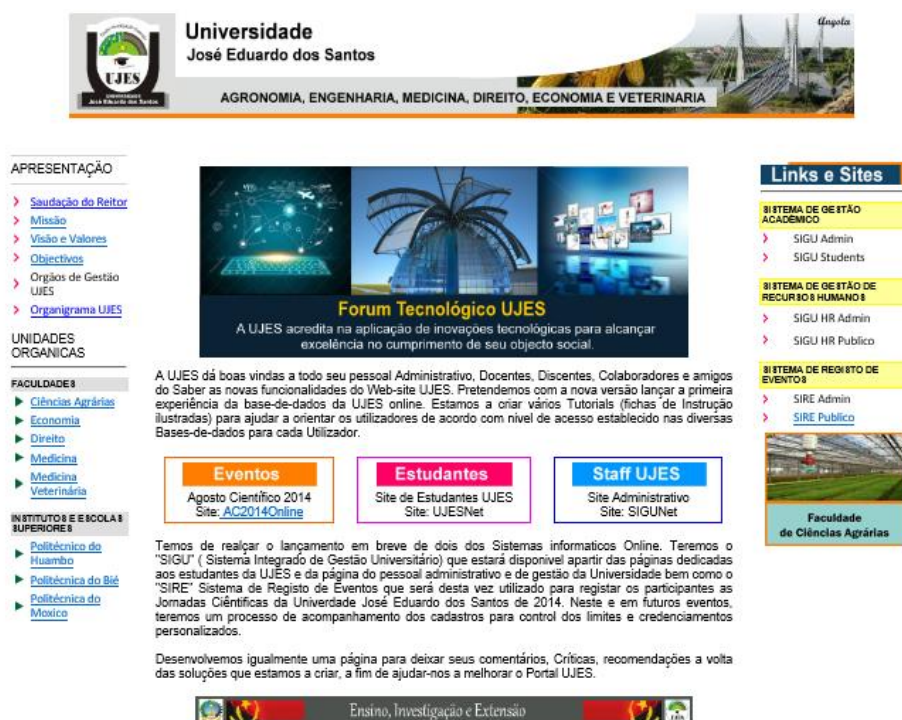 Universidade
José Eduardo dos Santos
Angola
UJES
UNIVERSIDADE
José Eduardo dos Santos
AGRONOMIA, ENGENHARIA, MEDICINA, DIREITO, ECONOMIA E VETERINARIA
APRESENTAÇÃO
Saudação do Reitor
Missão
Visão e Valores
Objectivos
Orgãos de Gestão
UJES
Organigrama UJES
UNIDADES
ORGANICAS
FACULDADES
Ciências Agrárias
Economia
Direito
Medicina
Medicina
Veterinária
INSTITUTOS E ESCOLAS
SUPERIORES
Politécnico do
Huambo
Politécnica do Bié
Politécnica do
Moxico
Forum Tecnológico UJES
A UJES acredita na aplicação de inovações tecnológicas para alcançar
excelência no cumprimento de seu objecto social.
A UJES dá boas vindas a todo seu pessoal Administrativo, Docentes, Discentes, Colaboradores e amigos
do Saber as novas funcionalidades do Web-site UJES. Pretendemos com a nova versão lançar a primeira
experiência da base-de-dados da UJES online. Estamos a criar vários Tutorials (fichas de Instrução
ilustradas) para ajudar a orientar os utilizadores de acordo com nível de acesso establecido nas diversas
Bases-de-dados para cada Utilizador.
Eventos
Agosto Científico 2014
Site: AC2014Online
Estudantes
Site de Estudantes UJES
Site: UJESNet
Staff UJES
Site Administrativo
Site: SIGUNet
Temos de realçar o lançamento em breve de dois dos Sistemas informaticos Online. Teremos o
"SIGU" ( Sistema Integrado de Gestão Universitário) que estará disponivel apartir das páginas dedicadas
aos estudantes da UJES e da página do pessoal administrativo e de gestão da Universidade bem como o
"SIRE" Sistema de Registo de Eventos que será desta vez utilizado para registar os participantes as
Jornadas Ciêntificas da Univerdade José Eduardo dos Santos de 2014. Neste e em futuros eventos,
teremos um processo de acompanhamento dos cadastros para control dos limites e credenciamentos
personalizados.
Desenvolvemos igualmente uma página para deixar seus comentários, Críticas, recomendações a volta
das soluções que estamos a criar, a fim de ajudar-nos a melhorar o Portal UJES.
Ensino, Investigação e Extensão
Links e Sites
SISTEMA DE GESTÃO
ACADÊMICO
SIGU Admin
SIGU Students
SISTEMA DE GESTÃO DE
RECURSOS HUMANOS
SIGU HR Admin
SIGU HR Publico
SISTEMA DE REGISTO DE
EVENTOS
SIRE Admin
SIRE Publico
Faculdade
de Ciências Agrárias